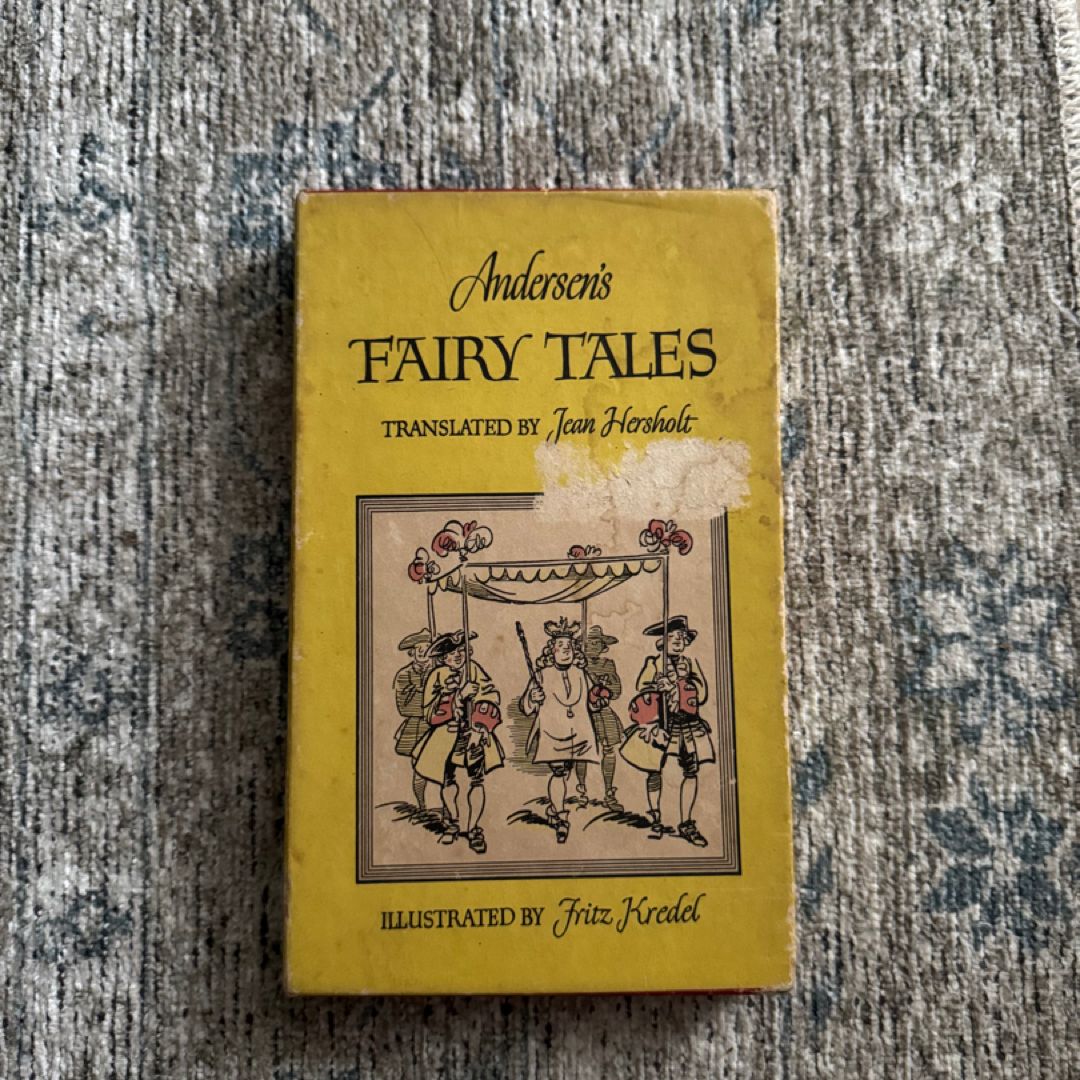 Andersen's
FAIRY TALES
TRANSLATED BY Jean Hersholt
ILLUSTRATED BY Fritz Kredel